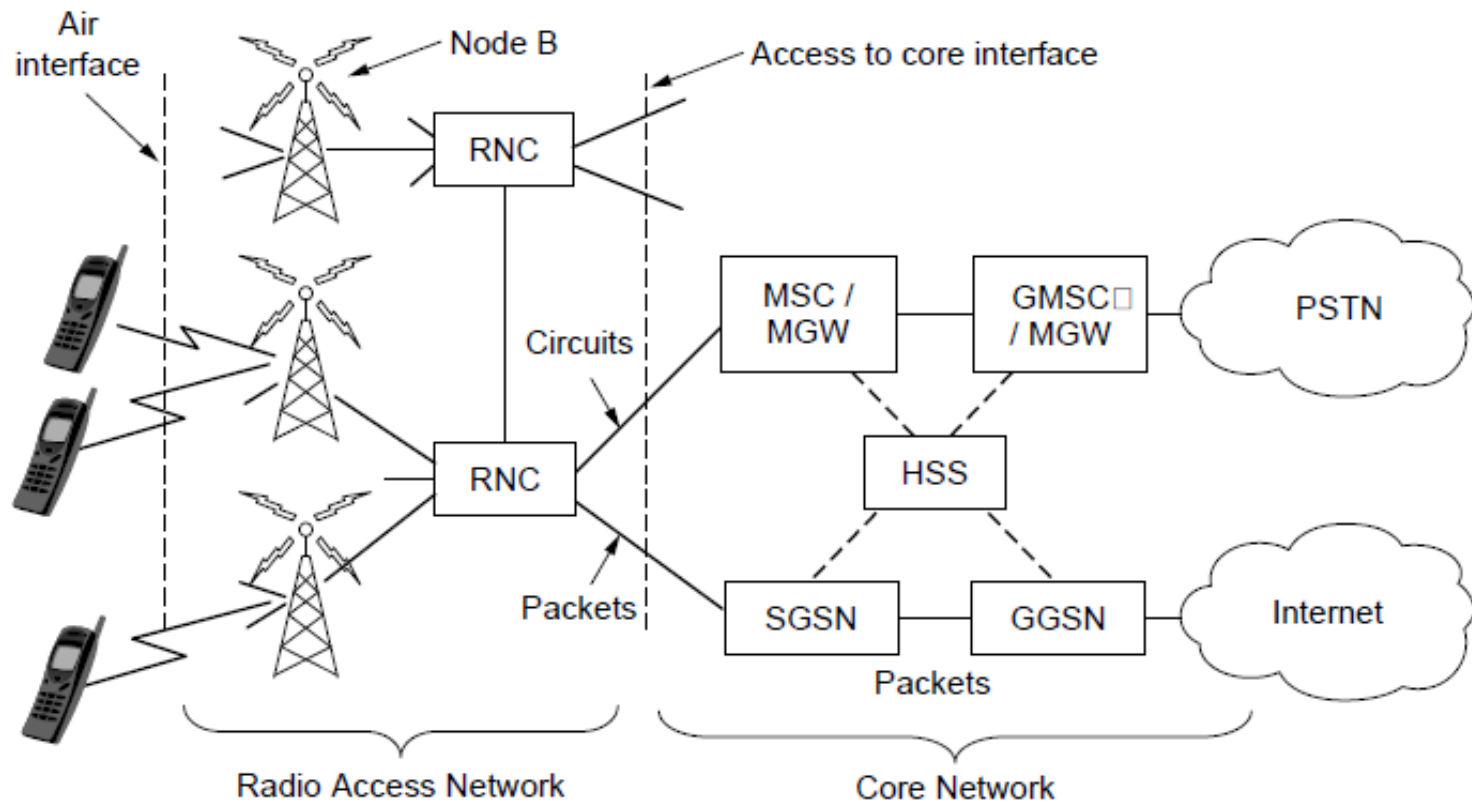 Air
interface
Node B
Access to core interface
RNC
MSC /
MGW
GMSC□
/ MGW
PSTN
Circuits
RNC
HSS
Packets
SGSN
GGSN
Internet
Packets
Radio Access Network
Core Network